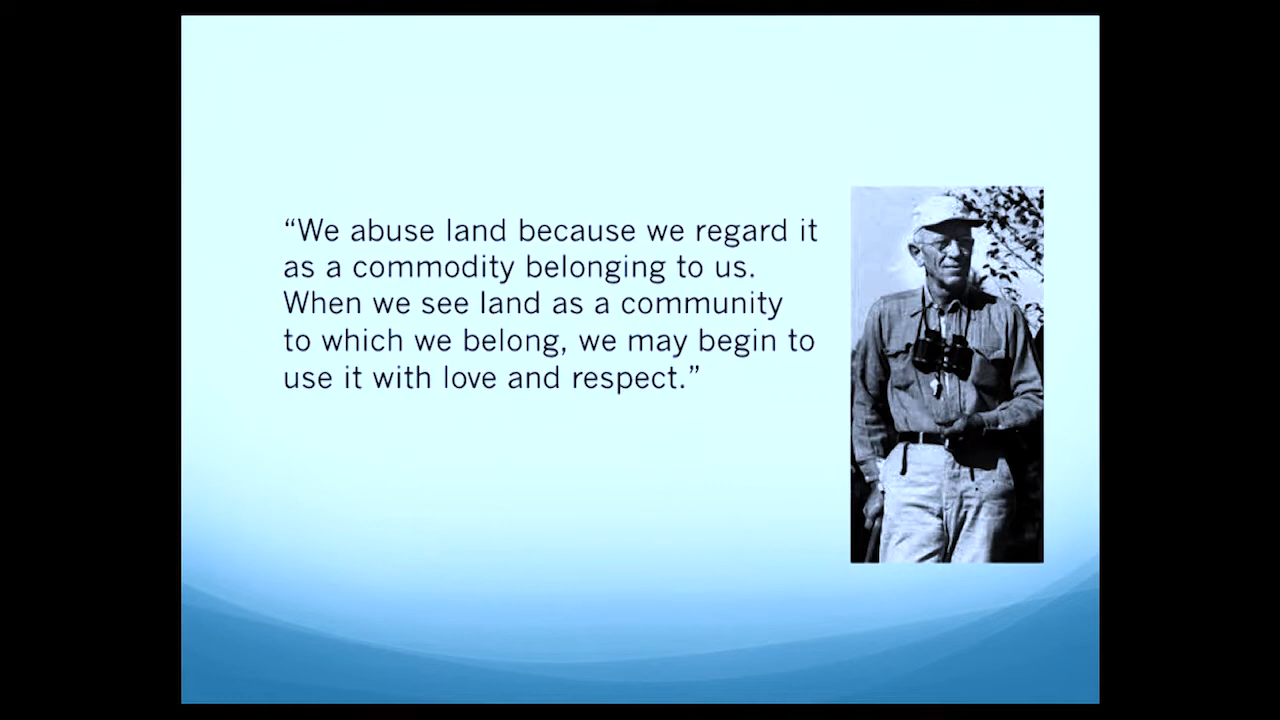 “We abuse land because we regard it
as a commodity belonging to us.
When we see land as a community
to which we belong, we may begin to
use it with love and respect.”